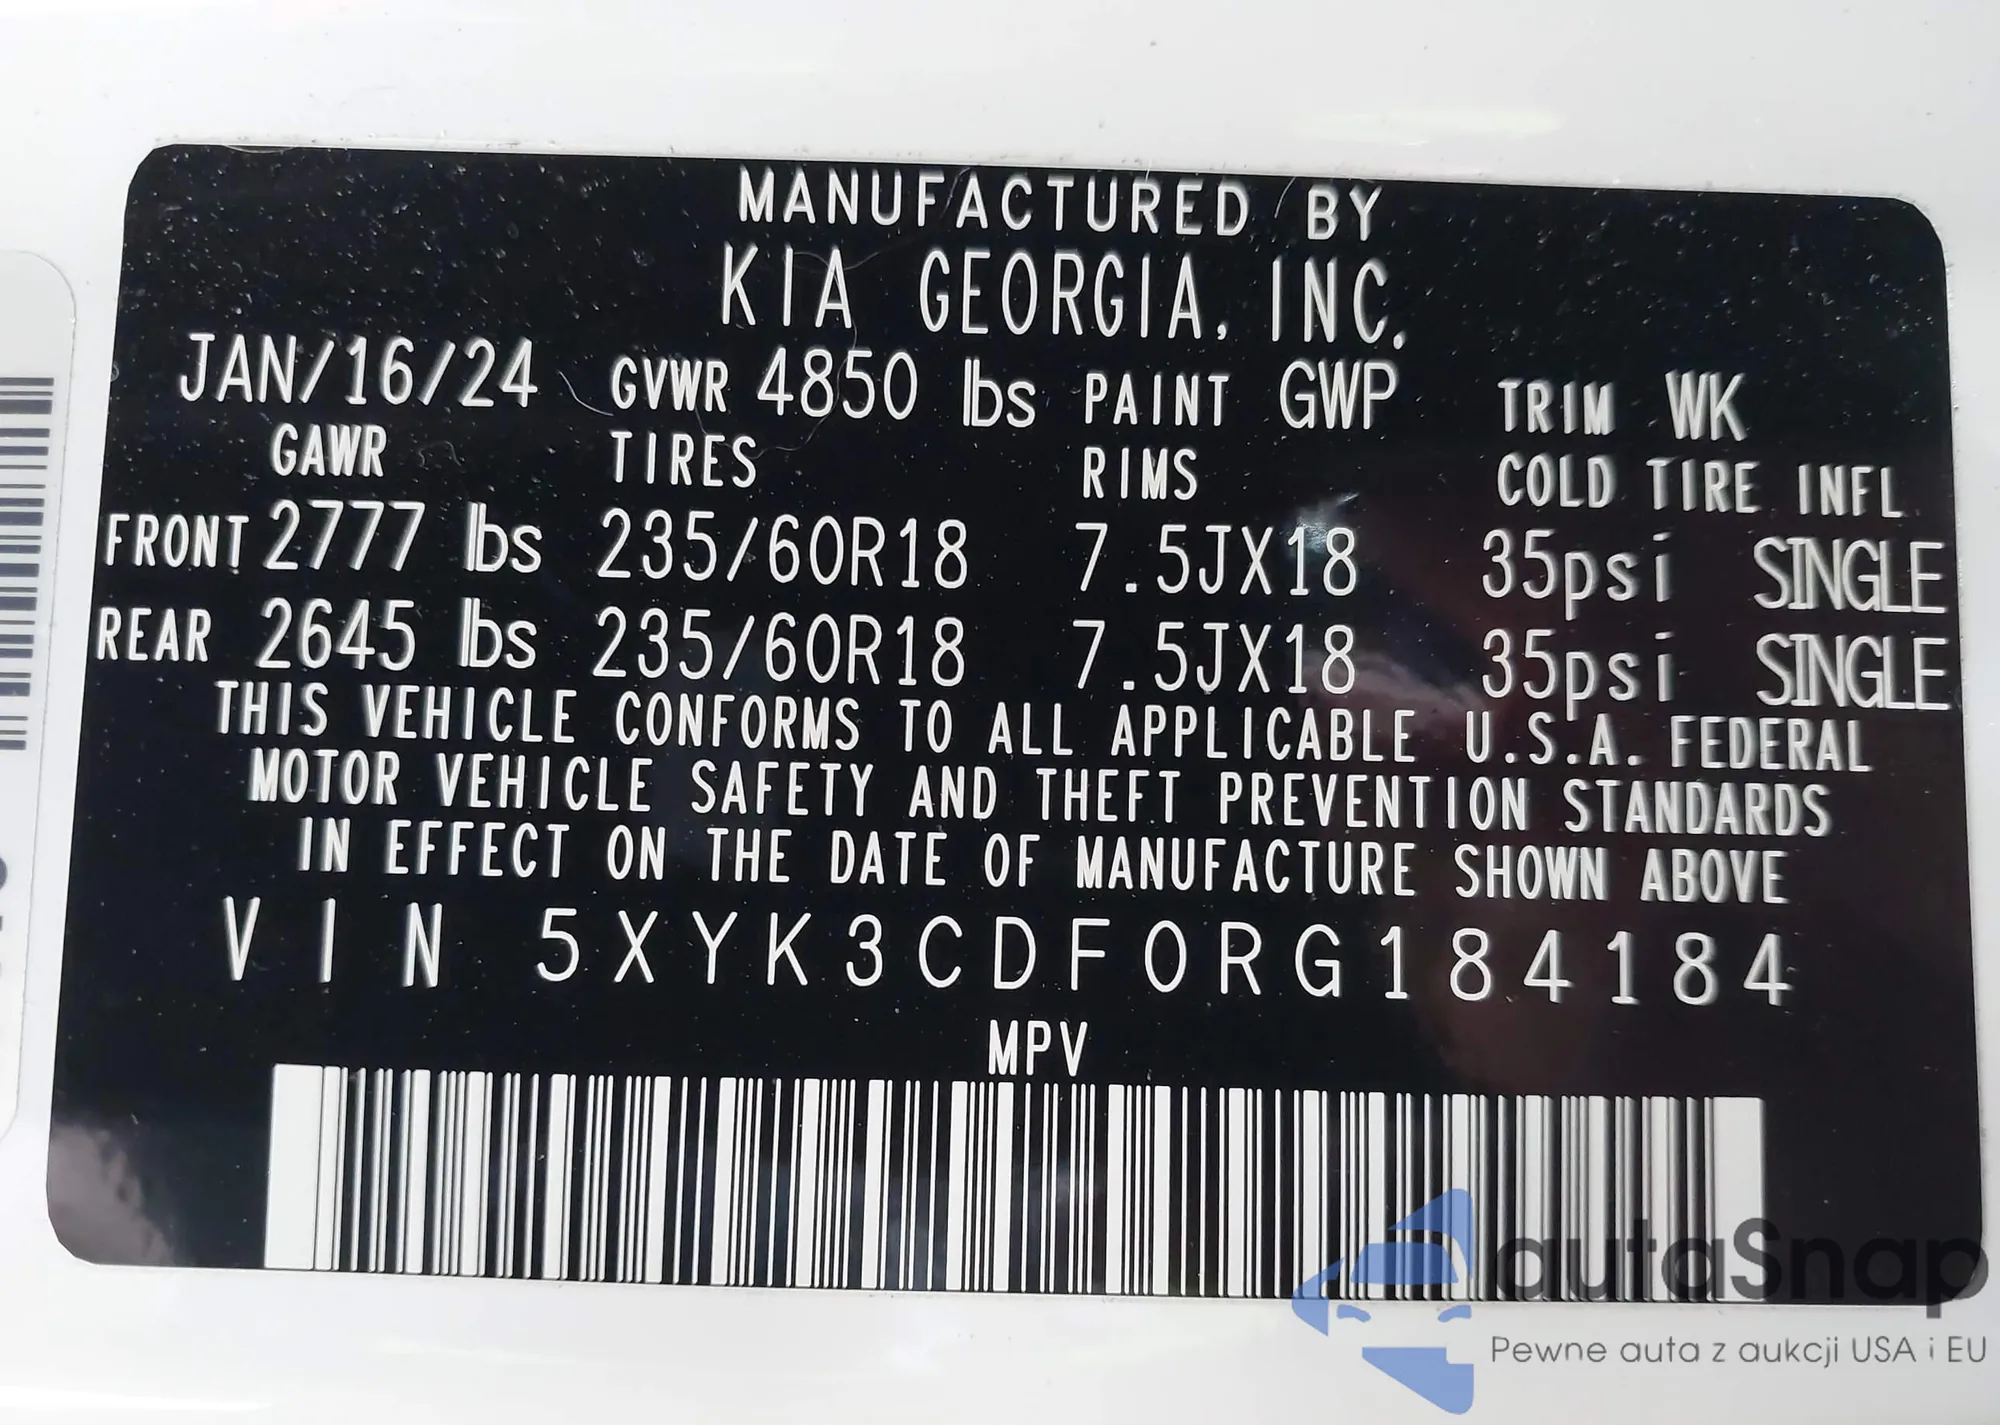 MANUFACTURED BY
KIA GEORGIA, INC.
JAN/16/24 GVWR 4850 lbs PAINT GWP TRIM WK
GAWR TIRES RIMS COLD TIRE INFL
FRONT 2777 lbs 235/60R18 7.5JX18 35psi SINGLE
REAR 2645 lbs 235/60R18 7.5JX18 35psi SINGLE
THIS VEHICLE CONFORMS TO ALL APPLICABLE U.S.A. FEDERAL
MOTOR VEHICLE SAFETY AND THEFT PREVENTION STANDARDS
IN EFFECT ON THE DATE OF MANUFACTURE SHOWN ABOVE
VIN 5XYK3CDF0RG184184
MPV
autaSnap
Pewne auta z aukcji USA i EU